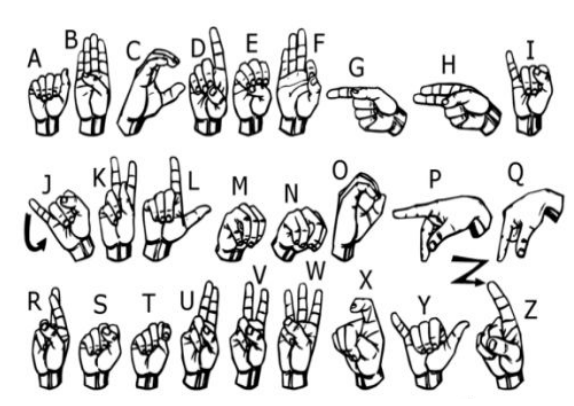 A B C D E F G H I
J K L M N O P Q
R S T U V W X Y Z